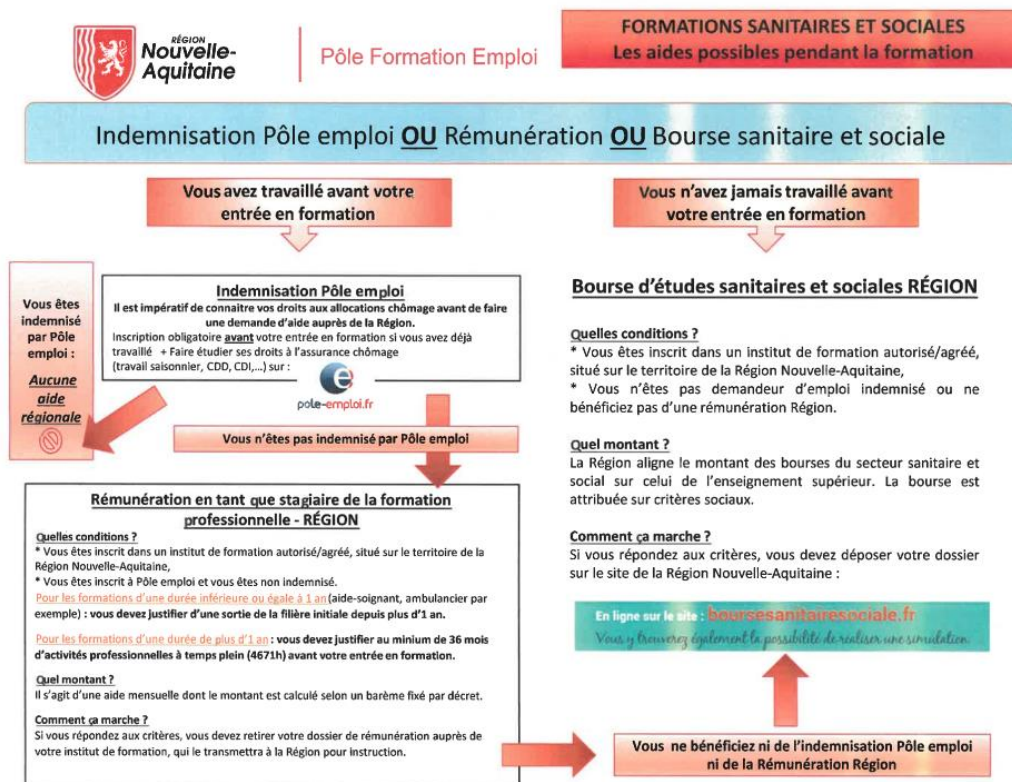 RÉGION
Nouvelle-
Aquitaine
Pôle Formation Emploi
FORMATIONS SANITAIRES ET SOCIALES
Les aides possibles pendant la formation
Indemnisation Pôle emploi OU Rémunération OU Bourse sanitaire et sociale
Vous avez travaillé avant votre
entrée en formation
Vous n'avez jamais travaillé avant
votre entrée en formation
Vous êtes
indemnisé
par Pôle
emploi :
Aucune
aide
régionale
Indemnisation Pôle emploi
Il est impératif de connaitre vos droits aux allocations chômage avant de faire
une demande d'aide auprès de la Région.
Inscription obligatoire avant votre entrée en formation si vous avez déjà
travaillé + Faire étudier ses droits à l'assurance chômage
(travail saisonnier, CDD, CDI,...) sur :
pole-emploi.fr
Vous n'êtes pas indemnisé par Pôle emploi
Rémunération en tant que stagiaire de la formation
professionnelle - RÉGION
Quelles conditions ?
* Vous êtes inscrit dans un institut de formation autorisé/agréé, situé sur le territoire de la
Région Nouvelle-Aquitaine,
* Vous êtes inscrit à Pôle emploi et vous êtes non indemnisé.
Pour les formations d'une durée inférieure ou égale à 1 an (aide-soignant, ambulancier par
exemple) : vous devez justifier d'une sortie de la filière initiale depuis plus d'1 an.
Pour les formations d'une durée de plus d'1 an : vous devez justifier au minium de 36 mois
d'activités professionnelles à temps plein (4671h) avant votre entrée en formation.
Quel montant ?
Il s'agit d'une aide mensuelle dont le montant est calculé selon un barème fixé par décret.
Comment ça marche ?
Si vous répondez aux critères, vous devez retirer votre dossier de rémunération auprès de
votre institut de formation, qui le transmettra à la Région pour instruction.
Bourse d'études sanitaires et sociales RÉGION
Quelles conditions ?
* Vous êtes inscrit dans un institut de formation autorisé/agréé,
situé sur le territoire de la Région Nouvelle-Aquitaine,
* Vous n'êtes pas demandeur d'emploi indemnisé ou ne
bénéficiez pas d'une rémunération Région.
Quel montant ?
La Région aligne le montant des bourses du secteur sanitaire et
social sur celui de l'enseignement supérieur. La bourse est
attribuée sur critères sociaux.
Comment ça marche ?
Si vous répondez aux critères, vous devez déposer votre dossier
sur le site de la Région Nouvelle-Aquitaine :
En ligne sur le site : boursesanitairesociale.fr
Vous y trouverez également la possibilité de réaliser une simulation.
Vous ne bénéficiez ni de l'indemnisation Pôle emploi
ni de la Rémunération Région